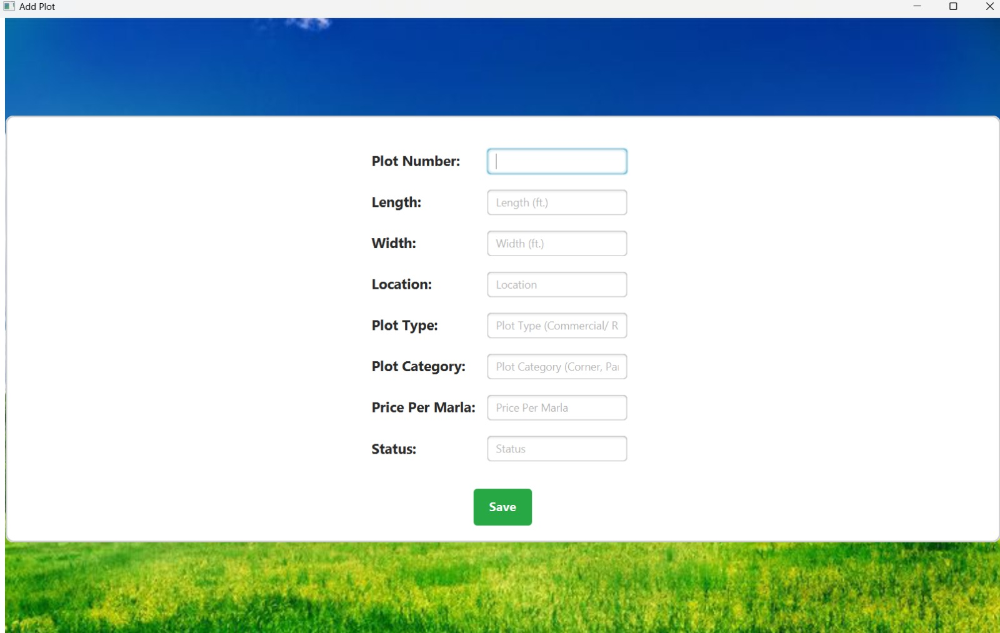 Add Plot
Plot Number:
Length: Length (ft.)
Width: Width (ft.)
Location: Location
Plot Type: Plot Type (Commercial/ R
Plot Category: Plot Category (Corner, Pa
Price Per Marla: Price Per Marla
Status: Status
Save